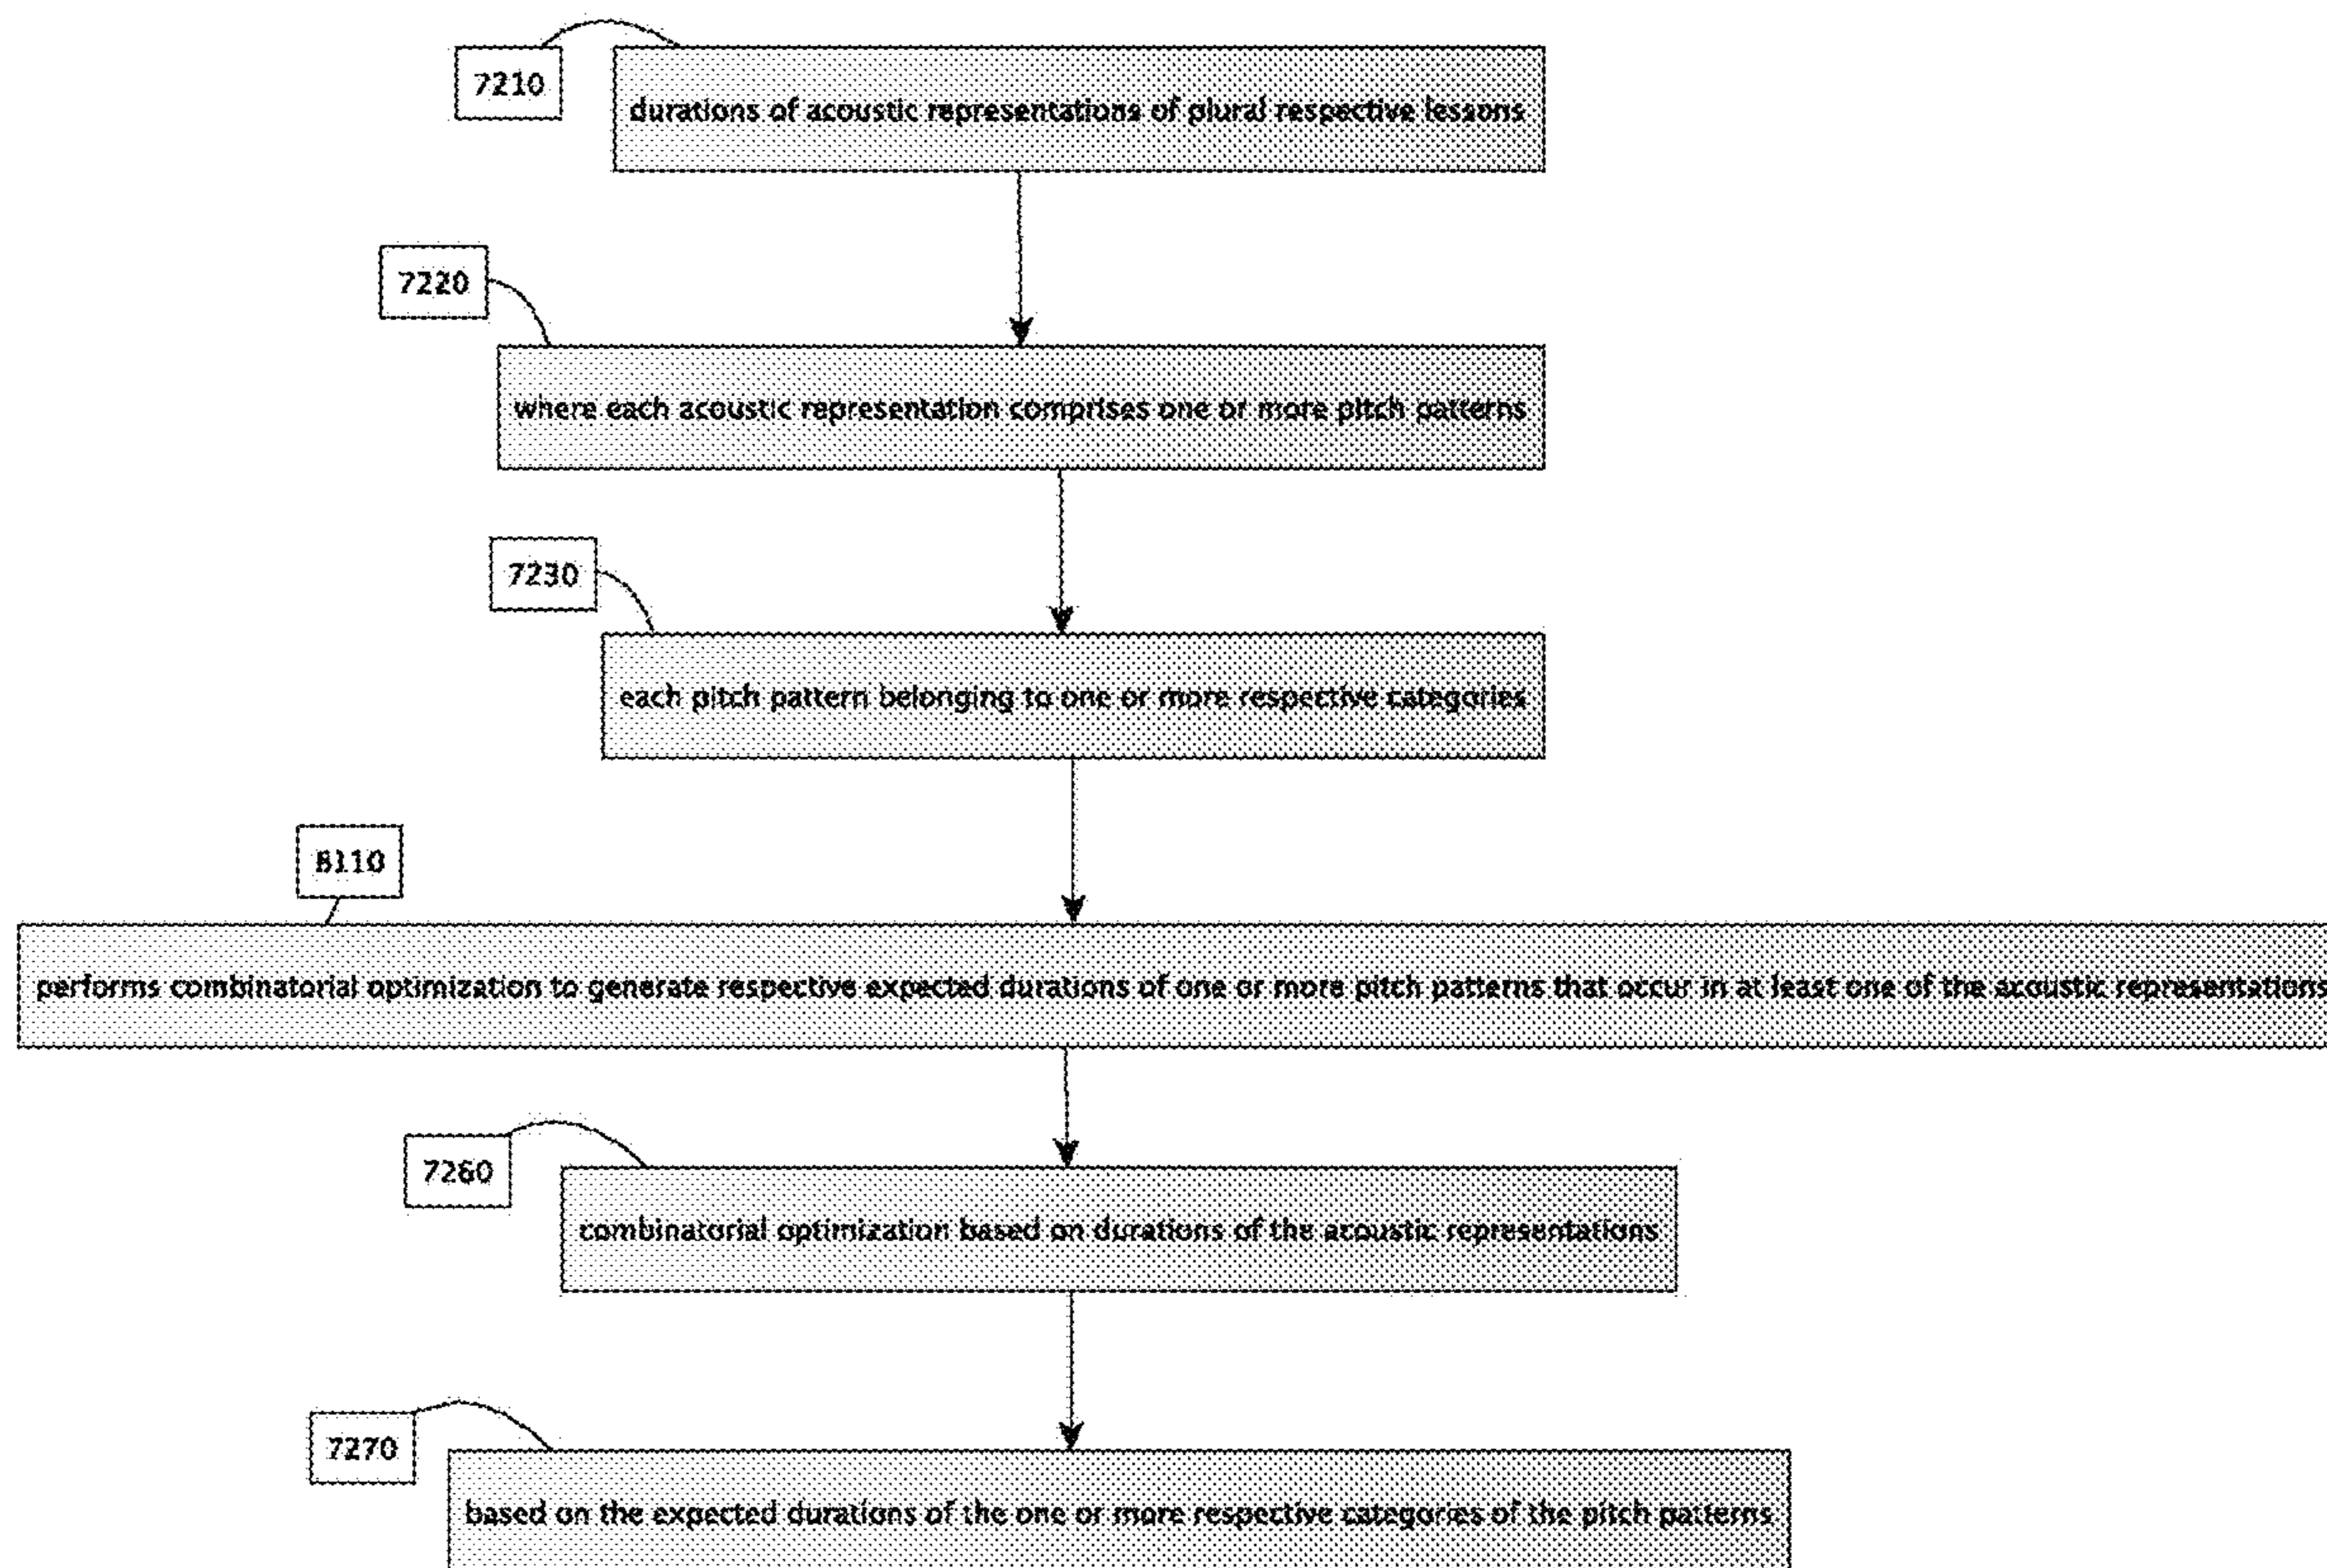 7210
durations of acoustic representations of plural respective lessons
7220
where each acoustic representation comprises one or more pitch patterns
7230
each pitch pattern belonging to one or more respective categories
8110
performs combinatorial optimization to generate respective expected durations of one or more pitch patterns that occur in at least one of the acoustic representations
7260
combinatorial optimization based on durations of the acoustic representations
7270
based on the expected durations of the one or more respective categories of the pitch patterns